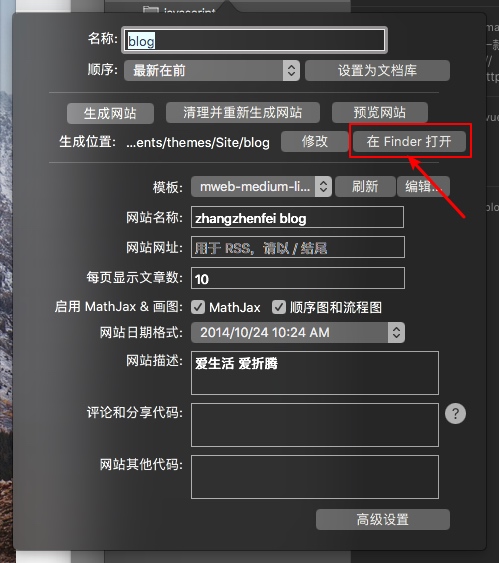 javascript
名称: blog
顺序: 最新在前 设置为文档库
生成网站 清理并重新生成网站 预览网站
生成位置: ...ents/themes/Site/blog 修改 在 Finder 打开
模板: mweb-medium-li... 刷新 编辑...
网站名称: zhangzhenfei blog
网站网址: 用于 RSS，请以 / 结尾
每页显示文章数: 10
启用 MathJax & 画图: MathJax 顺序图和流程图
网站日期格式: 2014/10/24 10:24 AM
网站描述: 爱生活 爱折腾
评论和分享代码: ?
网站其他代码:
高级设置